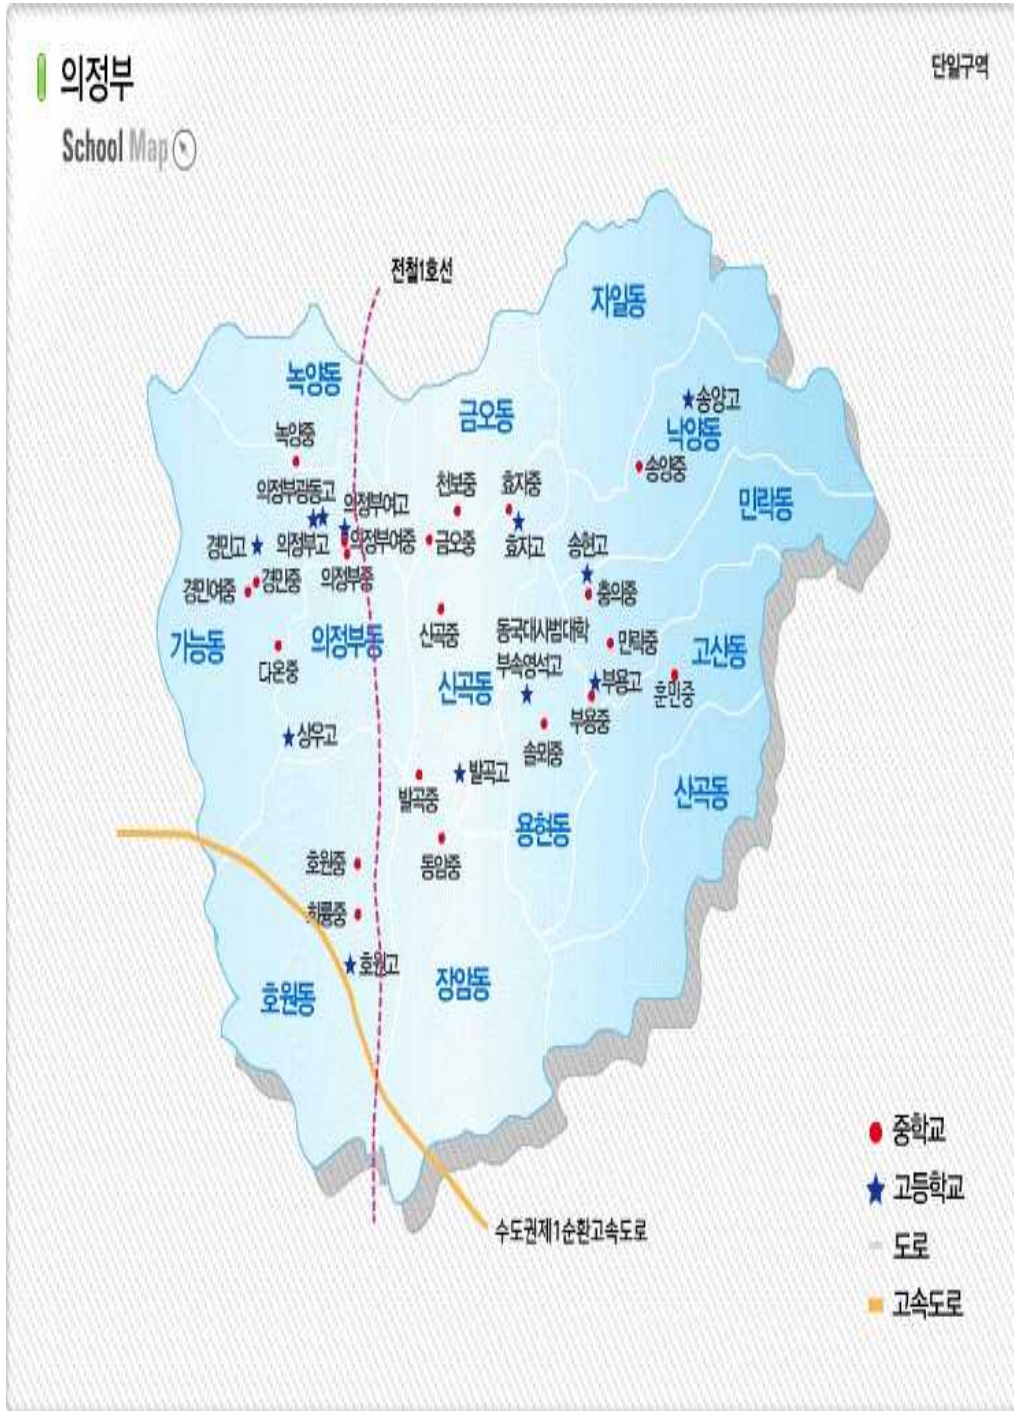 의정부
단일구역
School Map
전철1호선
자일동
녹양동
송양고
금오동
낙양동
녹양중
송양중
의정부광동고
천보중
효자중
의정부여고
민락동
경민고
의정부고
의정부여중
금오중
효자고
송현고
경민여중
경민중
의정부중
충의중
신곡중
동국대사범대학
부속영석고
민락중
가능동
의정부동
고산동
다온중
신곡동
부용고
훈민중
부용중
상우고
솔뫼중
발곡고
발곡중
산곡동
용현동
호원중
동암중
회룡중
호원고
호원동
장암동
중학교
고등학교
수도권제1순환고속도로
도로
고속도로